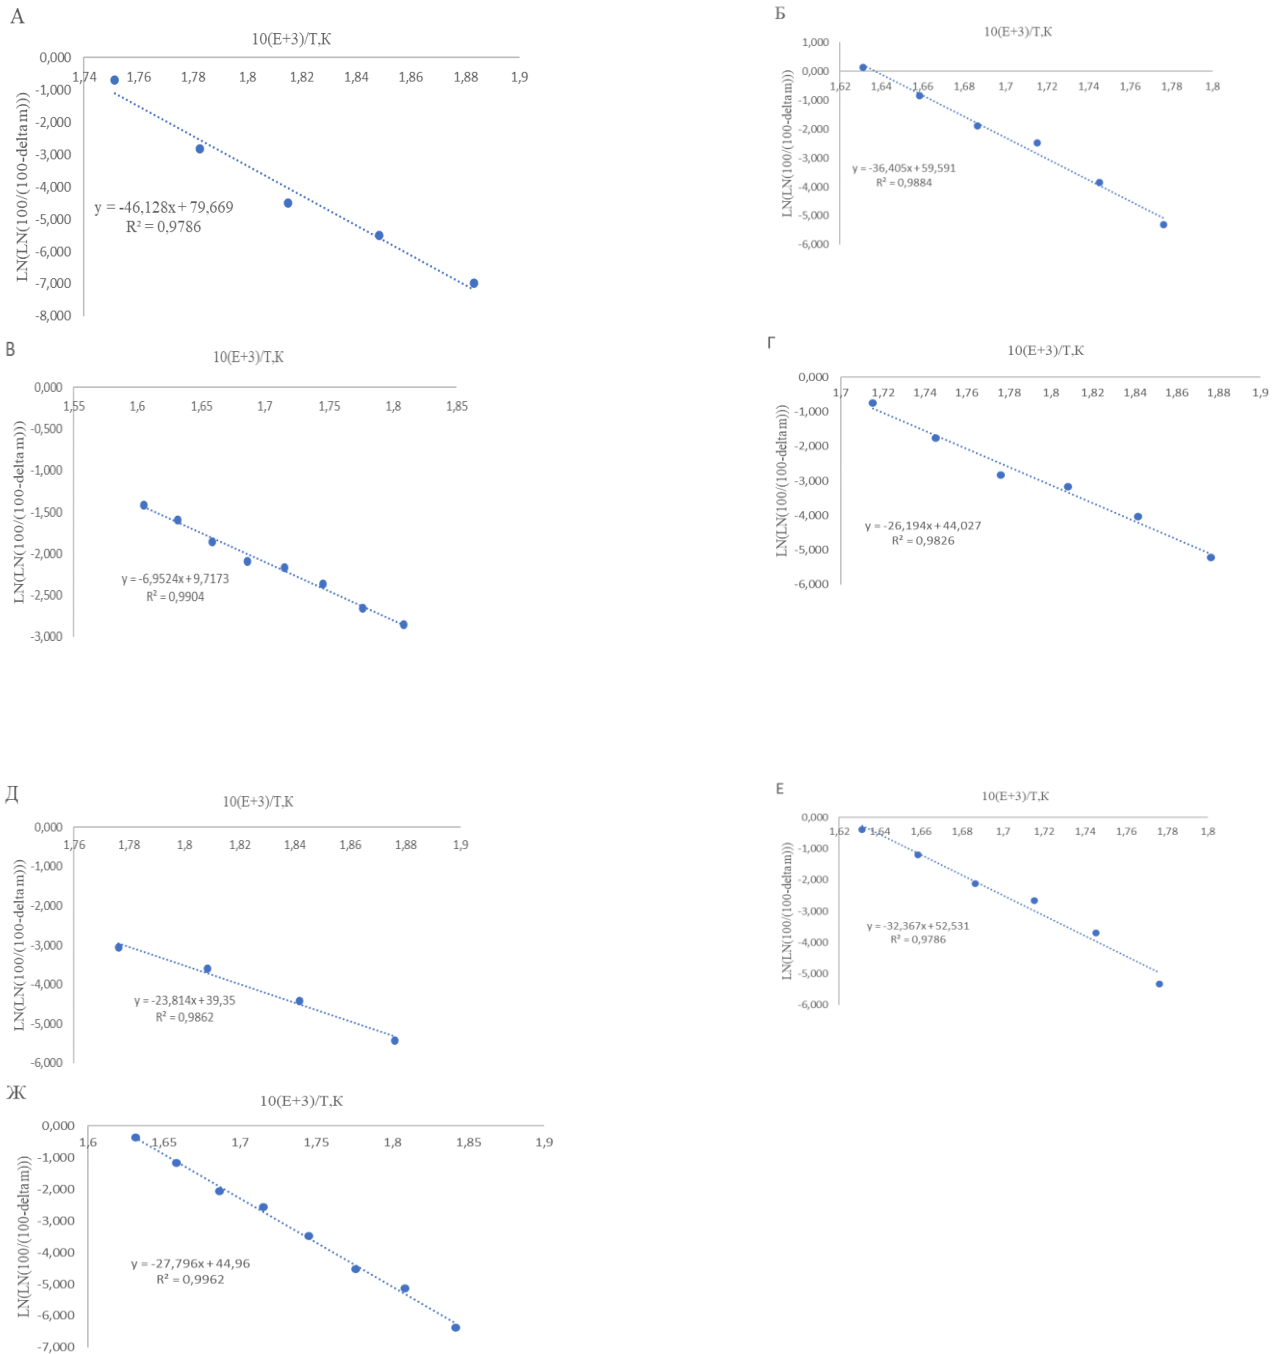 А
10(E+3)/T,K
0,000
-1,000
-2,000
-3,000
-4,000
-5,000
-6,000
-7,000
-8,000
1,74 1,76 1,78 1,8 1,82 1,84 1,86 1,88 1,9
LN(LN(100/(100-deltam)))
y = -46,128x + 79,669
R² = 0,9786
Б
10(E+3)/T,K
1,000
0,000
-1,000
-2,000
-3,000
-4,000
-5,000
-6,000
1,62 1,64 1,66 1,68 1,7 1,72 1,74 1,76 1,78 1,8
LN(LN(100/(100-deltam)))
y = -36,405x + 59,591
R² = 0,9884
В
10(E+3)/T,K
0,000
-0,500
-1,000
-1,500
-2,000
-2,500
-3,000
1,55 1,6 1,65 1,7 1,75 1,8 1,85
LN(LN(100/(100-deltam)))
y = -6,9524x + 9,7173
R² = 0,9904
Г
10(E+3)/T,K
0,000
-1,000
-2,000
-3,000
-4,000
-5,000
-6,000
1,7 1,72 1,74 1,76 1,78 1,8 1,82 1,84 1,86 1,88 1,9
LN(LN(100/(100-deltam)))
y = -26,194x + 44,027
R² = 0,9826
Д
10(E+3)/T,K
0,000
-1,000
-2,000
-3,000
-4,000
-5,000
-6,000
1,76 1,78 1,8 1,82 1,84 1,86 1,88 1,9
LN(LN(100/(100-deltam)))
y = -23,814x + 39,35
R² = 0,9862
Е
10(E+3)/T,K
0,000
-1,000
-2,000
-3,000
-4,000
-5,000
-6,000
1,62 1,64 1,66 1,68 1,7 1,72 1,74 1,76 1,78 1,8
LN(LN(100/(100-deltam)))
y = -32,367x + 52,531
R² = 0,9786
Ж
10(E+3)/T,K
0,000
-1,000
-2,000
-3,000
-4,000
-5,000
-6,000
-7,000
1,6 1,65 1,7 1,75 1,8 1,85 1,9
LN(LN(100/(100-deltam)))
y = -27,796x + 44,96
R² = 0,9962